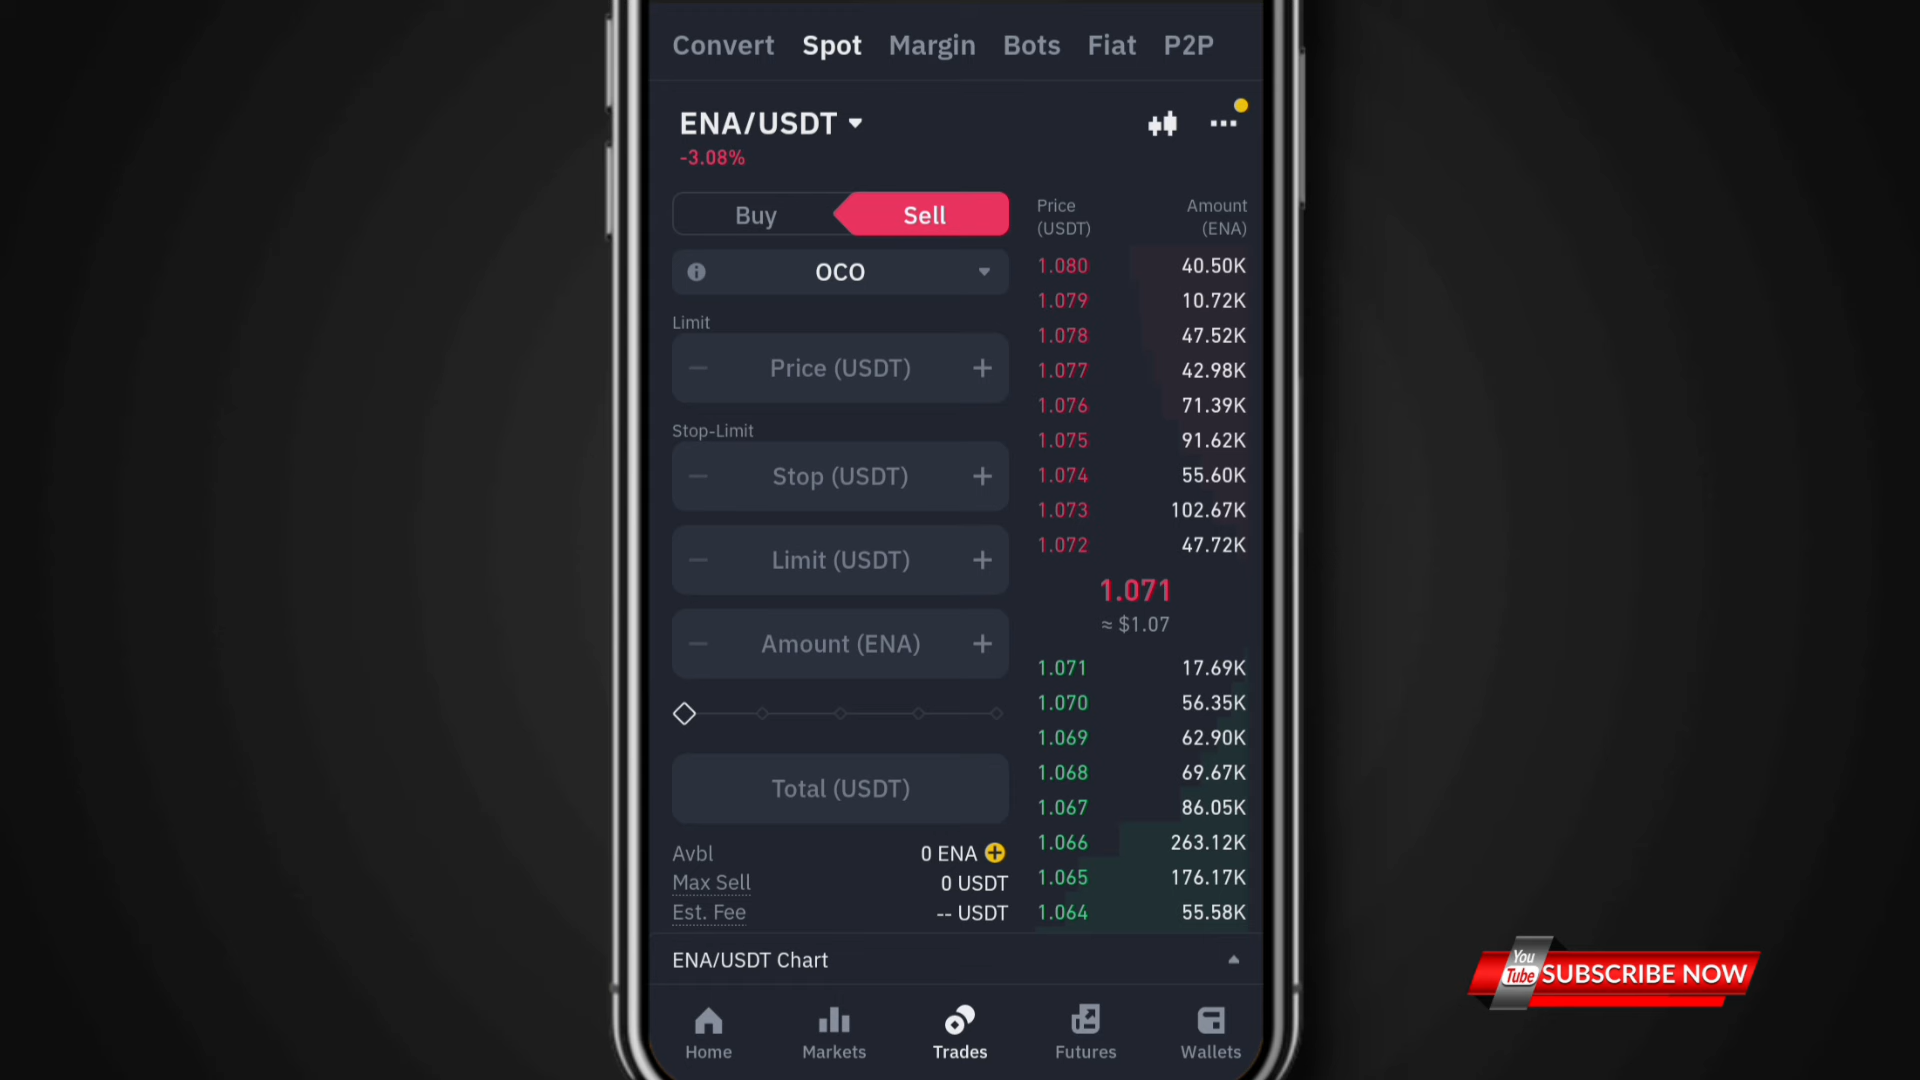 Convert Spot Margin Bots Fiat P2P
ENA/USDT
-3.08%
Buy Sell
OCO
Limit
Price (USDT)
Stop-Limit
Stop (USDT)
Limit (USDT)
Amount (ENA)
Total (USDT)
Avbl 0 ENA
Max Sell 0 USDT
Est. Fee -- USDT
Price Amount
(USDT) (ENA)
1.080 40.50K
1.079 10.72K
1.078 47.52K
1.077 42.98K
1.076 71.39K
1.075 91.62K
1.074 55.60K
1.073 102.67K
1.072 47.72K
1.071
≈ $1.07
1.071 17.69K
1.070 56.35K
1.069 62.90K
1.068 69.67K
1.067 86.05K
1.066 263.12K
1.065 176.17K
1.064 55.58K
ENA/USDT Chart
Home Markets Trades Futures Wallets
You
Tube SUBSCRIBE NOW